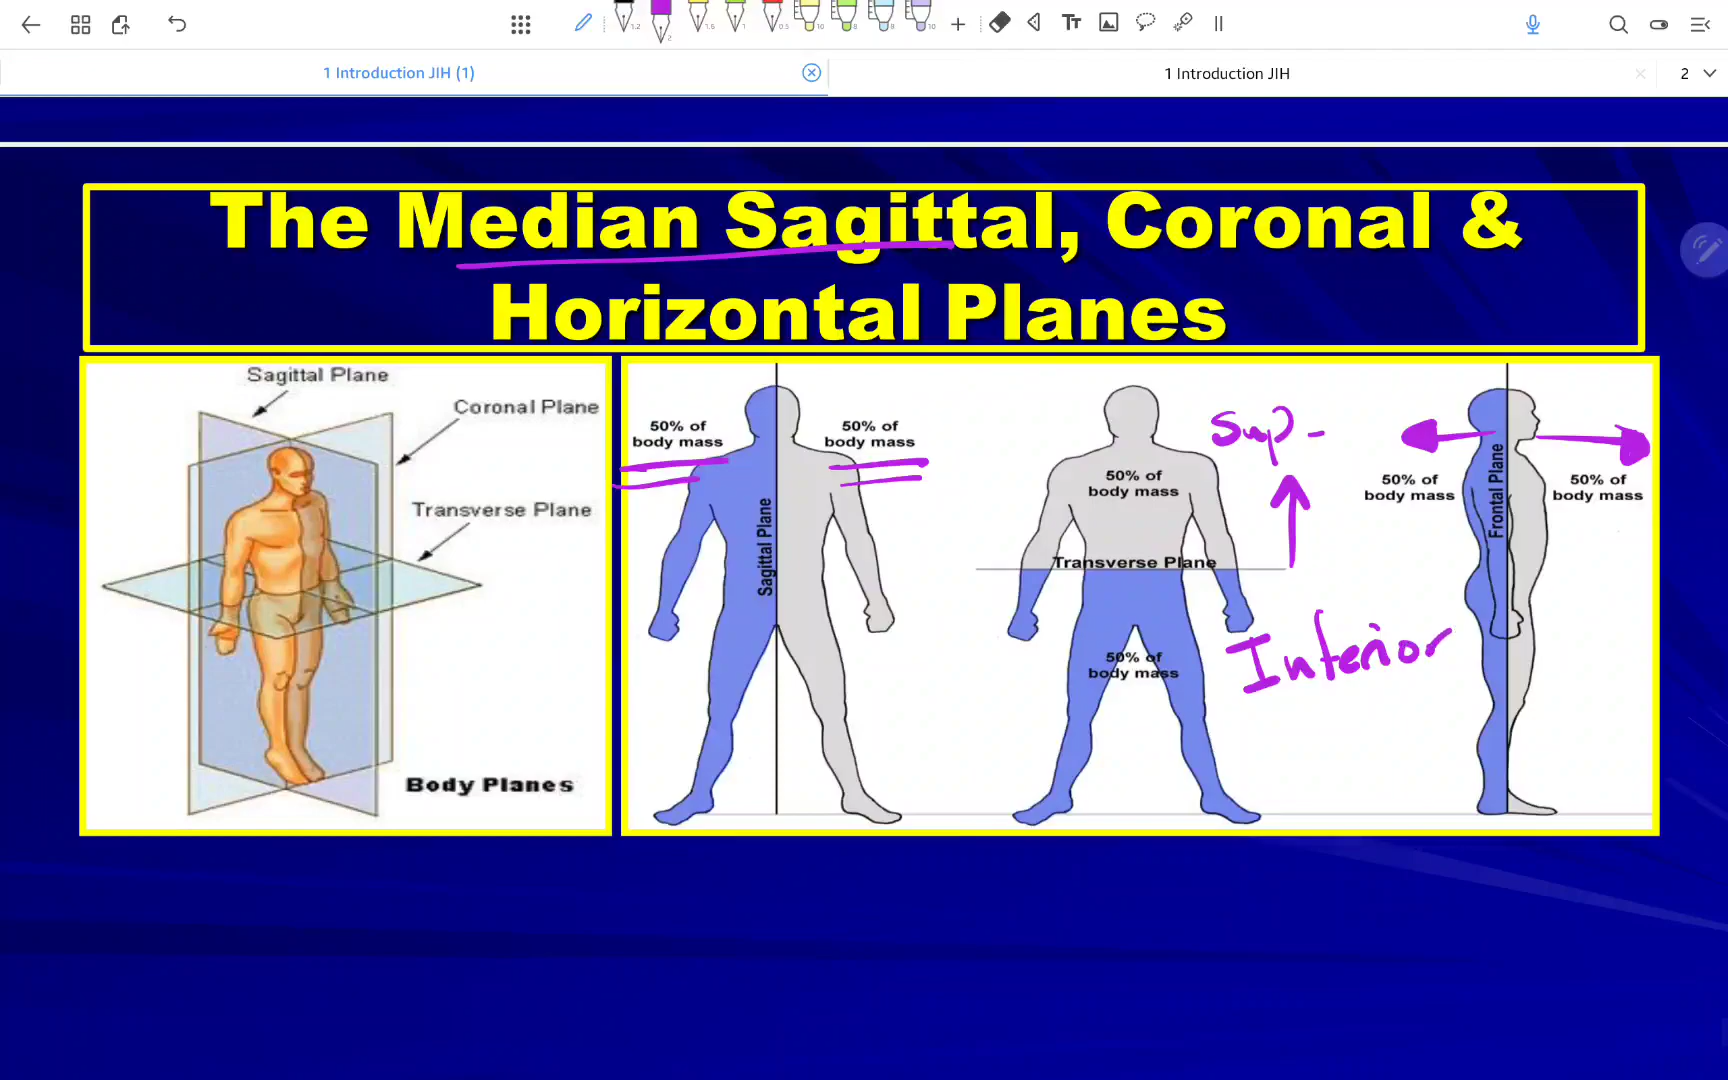 1 Introduction JIH (1)
1 Introduction JIH
2
The Median Sagittal, Coronal &
Horizontal Planes
Sagittal Plane
Coronal Plane
Transverse Plane
Body Planes
50% of
body mass
50% of
body mass
Sagittal Plane
50% of
body mass
Transverse Plane
50% of
body mass
Sup -
Inferior
50% of
body mass
Frontal Plane
50% of
body mass